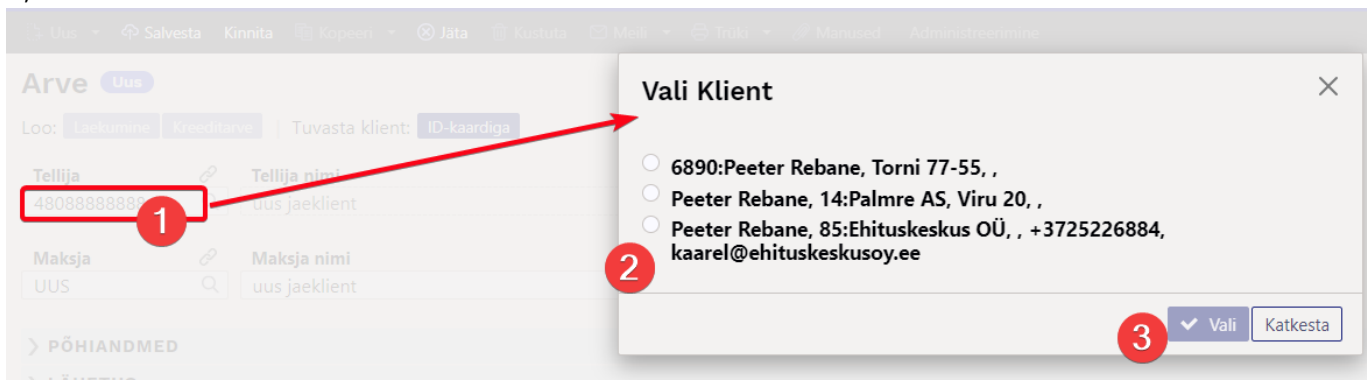 Uus Salvesta Kinnita Kopeeri Jäta Kustuta Meili Trüki Manused Administreerimine
Arve Uus
Loo: Laekumine Kreeditarve Tuvasta klient: ID-kaardiga
Tellija Tellija nimi
48088888888 uus jaeklient
1
Maksja Maksja nimi
UUS uus jaeklient
PÕHIANDMED
Vali Klient
6890:Peeter Rebane, Torni 77-55, ,
Peeter Rebane, 14:Palmre AS, Viru 20, ,
Peeter Rebane, 85:Ehituskeskus OÜ, , +3725226884,
kaarel@ehituskeskusoy.ee
2
3
Vali Katkesta